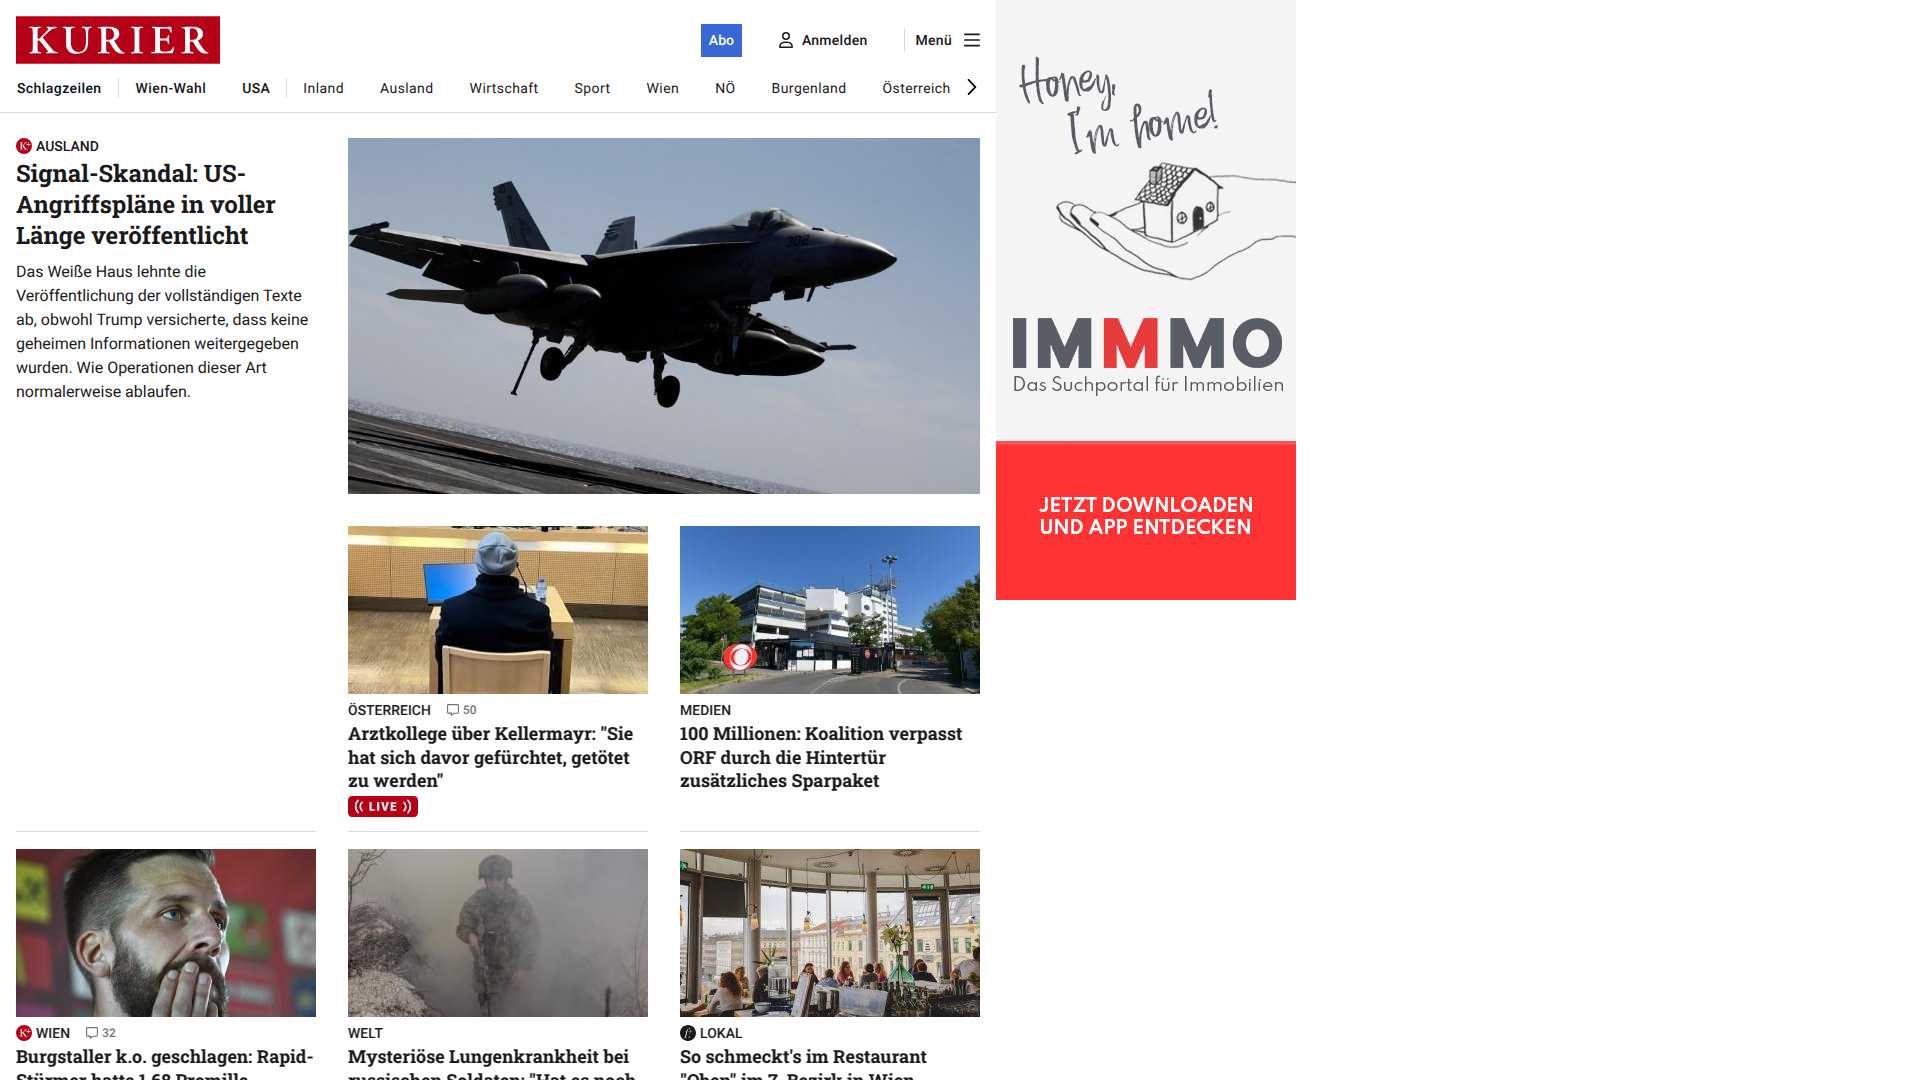 KURIER
Abo
Anmelden
Menü
Schlagzeilen
Wien-Wahl
USA
Inland
Ausland
Wirtschaft
Sport
Wien
NÖ
Burgenland
Österreich
AUSLAND
Signal-Skandal: US-
Angriffspläne in voller
Länge veröffentlicht
Das Weiße Haus lehnte die
Veröffentlichung der vollständigen Texte
ab, obwohl Trump versicherte, dass keine
geheimen Informationen weitergegeben
wurden. Wie Operationen dieser Art
normalerweise ablaufen.
302
ÖSTERREICH 50
Arztkollege über Kellermayr: "Sie
hat sich davor gefürchtet, getötet
zu werden"
LIVE
MEDIEN
100 Millionen: Koalition verpasst
ORF durch die Hintertür
zusätzliches Sparpaket
WIEN 32
Burgstaller k.o. geschlagen: Rapid-
Stürmer hatte 1,68 Promille
WELT
Mysteriöse Lungenkrankheit bei
russischen Soldaten: "Hat es noch
LOKAL
So schmeckt's im Restaurant
"Oben" im 7. Bezirk in Wien
Honey,
I'm home!
IMMMO
Das Suchportal für Immobilien
JETZT DOWNLOADEN
UND APP ENTDECKEN